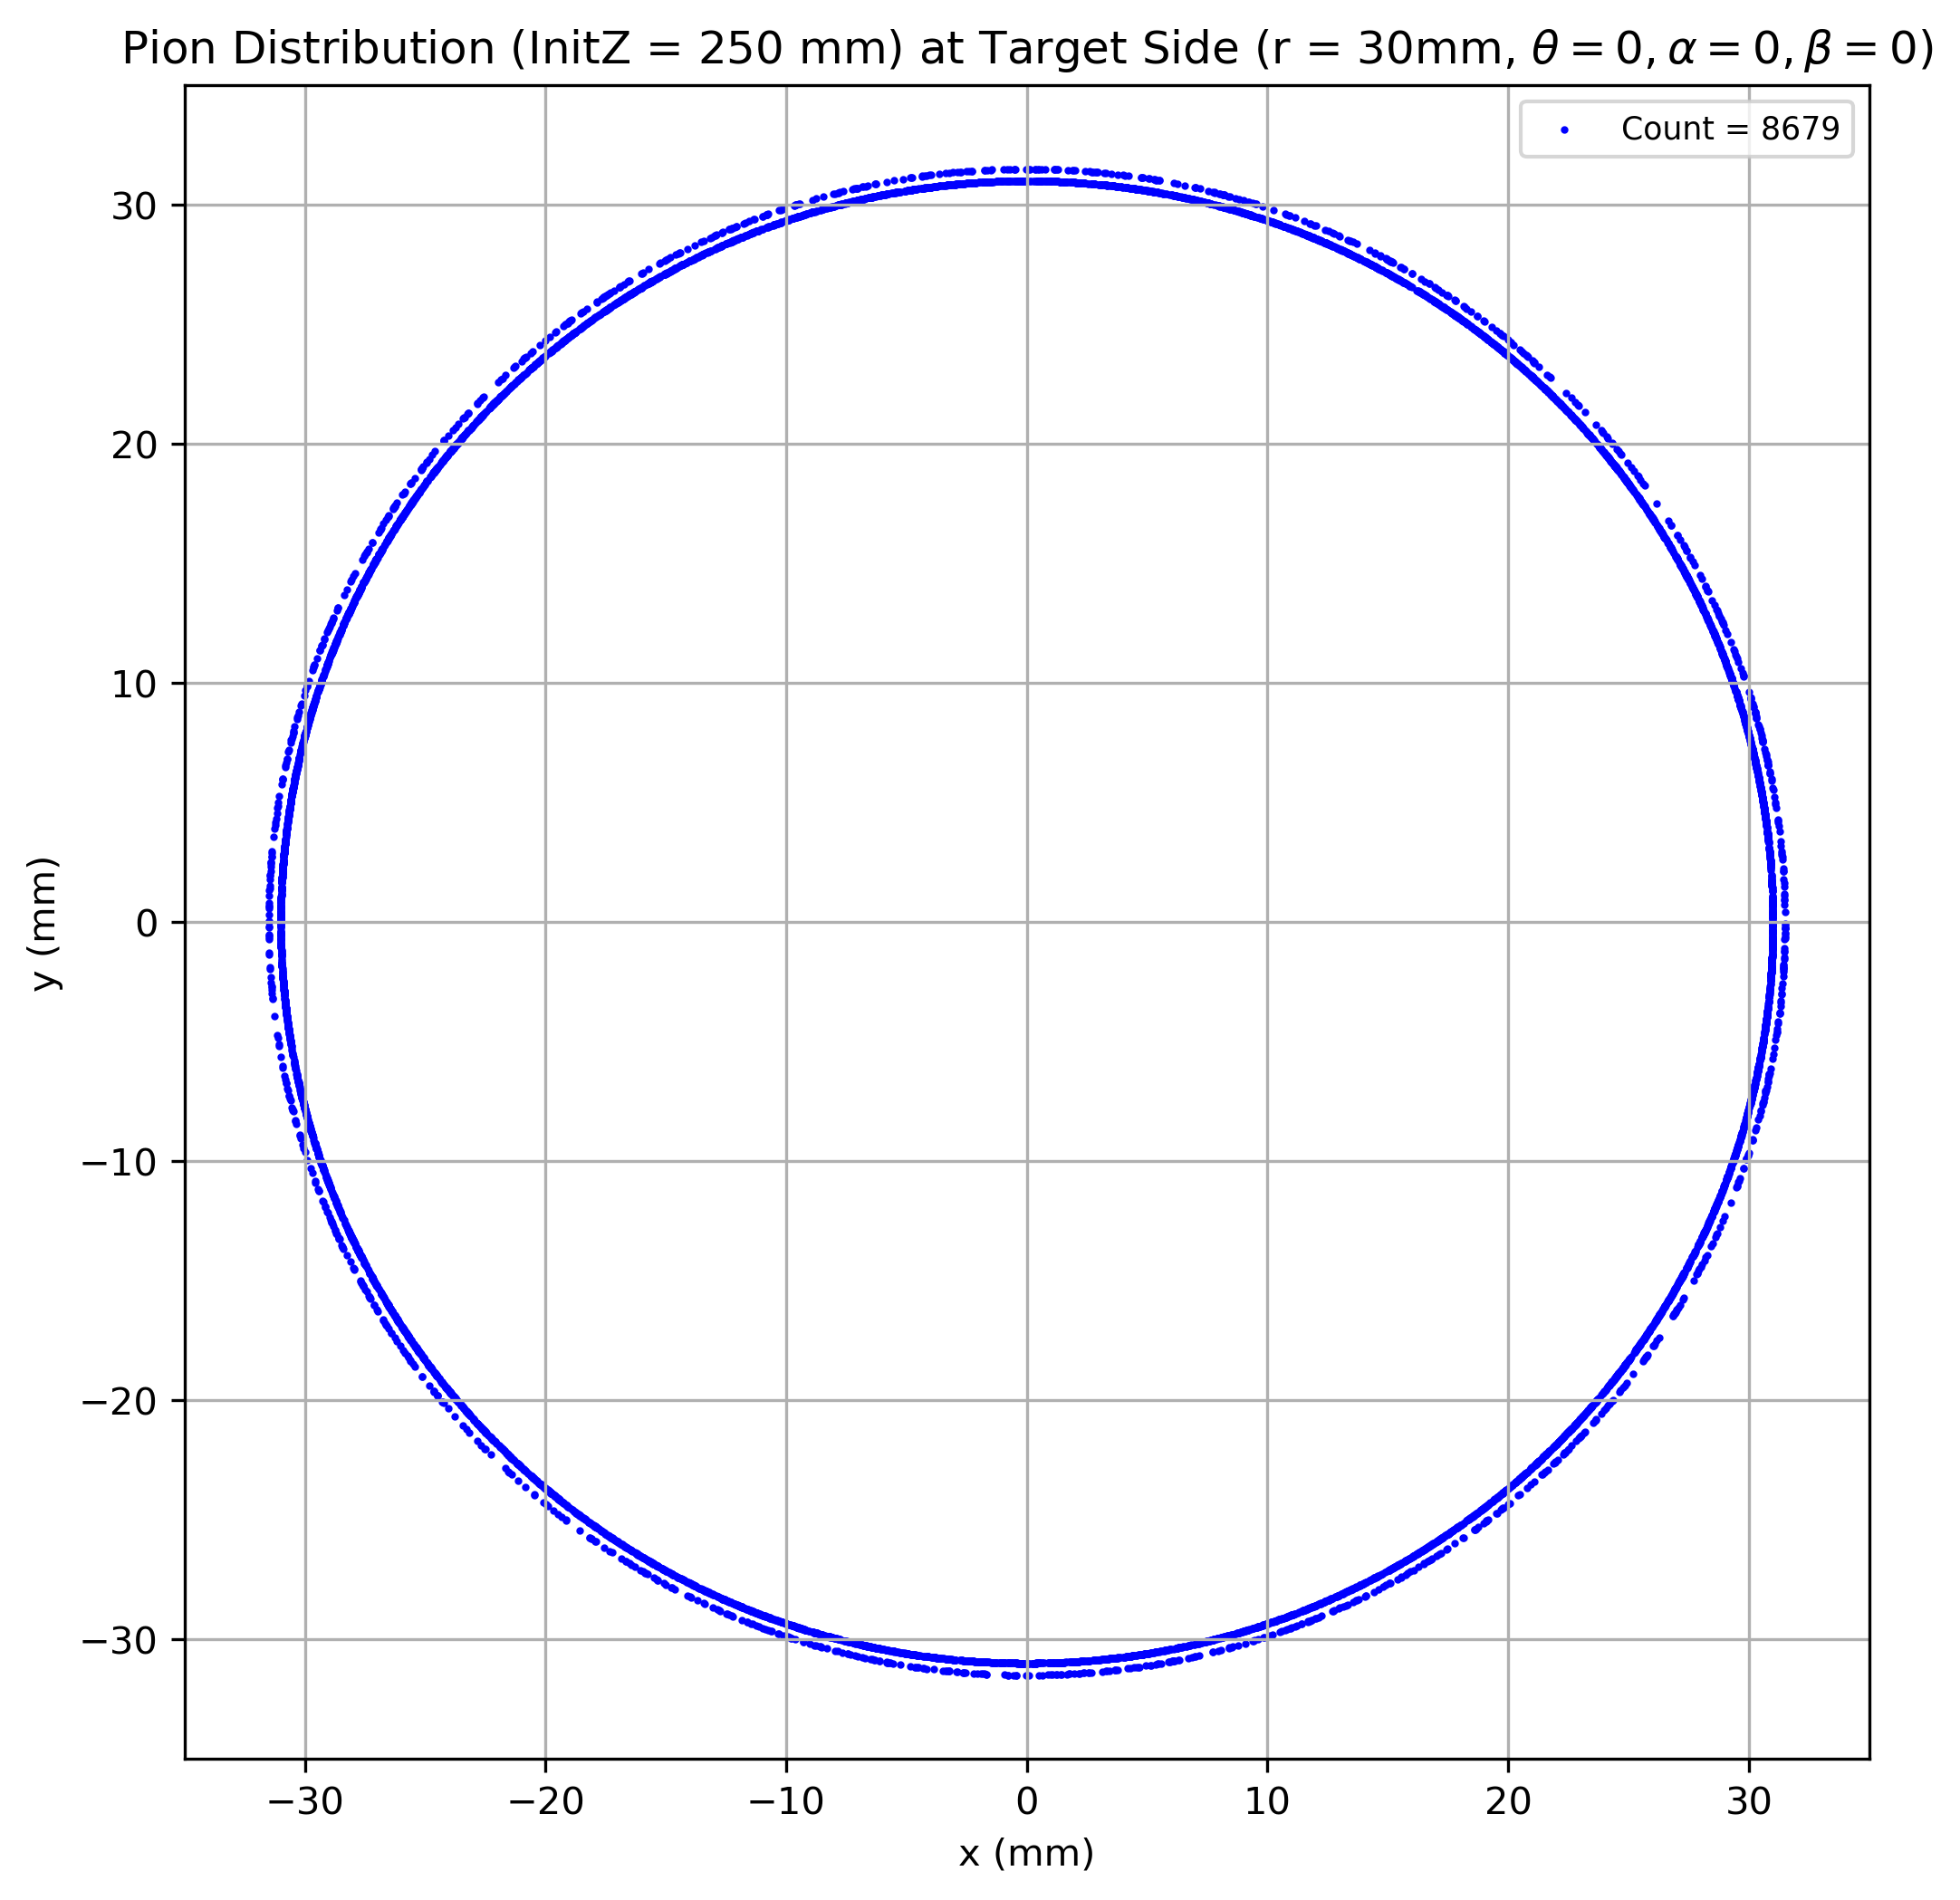 Pion Distribution (InitZ = 250 mm) at Target Side (r = 30mm, θ = 0, α = 0, β = 0)
Count = 8679
30
20
10
0
−10
−20
−30
y (mm)
−30 −20 −10 0 10 20 30
x (mm)